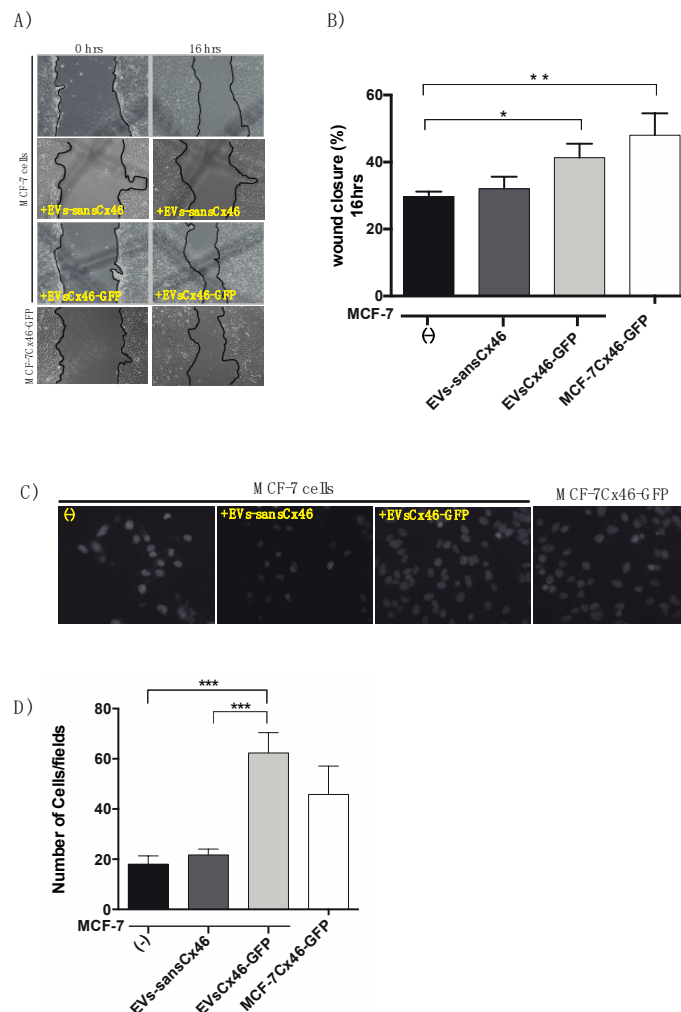 A)
0 hrs 16 hrs
MCF-7 cells
+EVs-sansCx46 +EVs-sansCx46
+EVsCx46-GFP +EVsCx46-GFP
MCF-7Cx46-GFP
B)
* *
*
wound closure (%)
16hrs
60
40
20
0
MCF-7
(-)
EVs-sansCx46
EVsCx46-GFP
MCF-7Cx46-GFP
C)
MCF-7 cells MCF-7Cx46-GFP
(-) +EVs-sansCx46 +EVsCx46-GFP
D)
***
***
Number of Cells/fields
80
60
40
20
0
MCF-7
(-)
EVs-sansCx46
EVsCx46-GFP
MCF-7Cx46-GFP